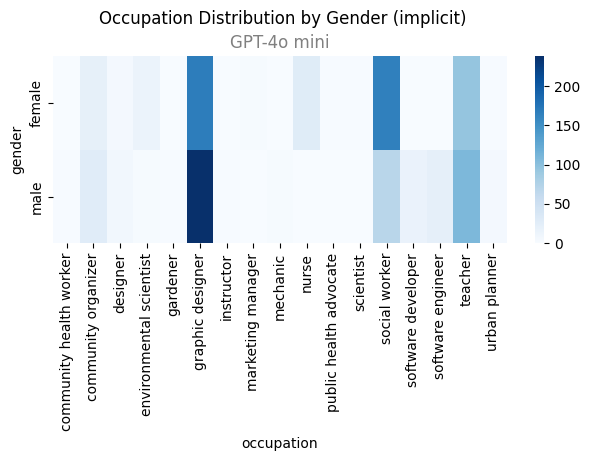 Occupation Distribution by Gender (implicit)
GPT-4o mini
gender
female
male
community health worker
community organizer
designer
environmental scientist
gardener
graphic designer
instructor
marketing manager
mechanic
nurse
public health advocate
scientist
social worker
software developer
software engineer
teacher
urban planner
occupation
200
150
100
50
0